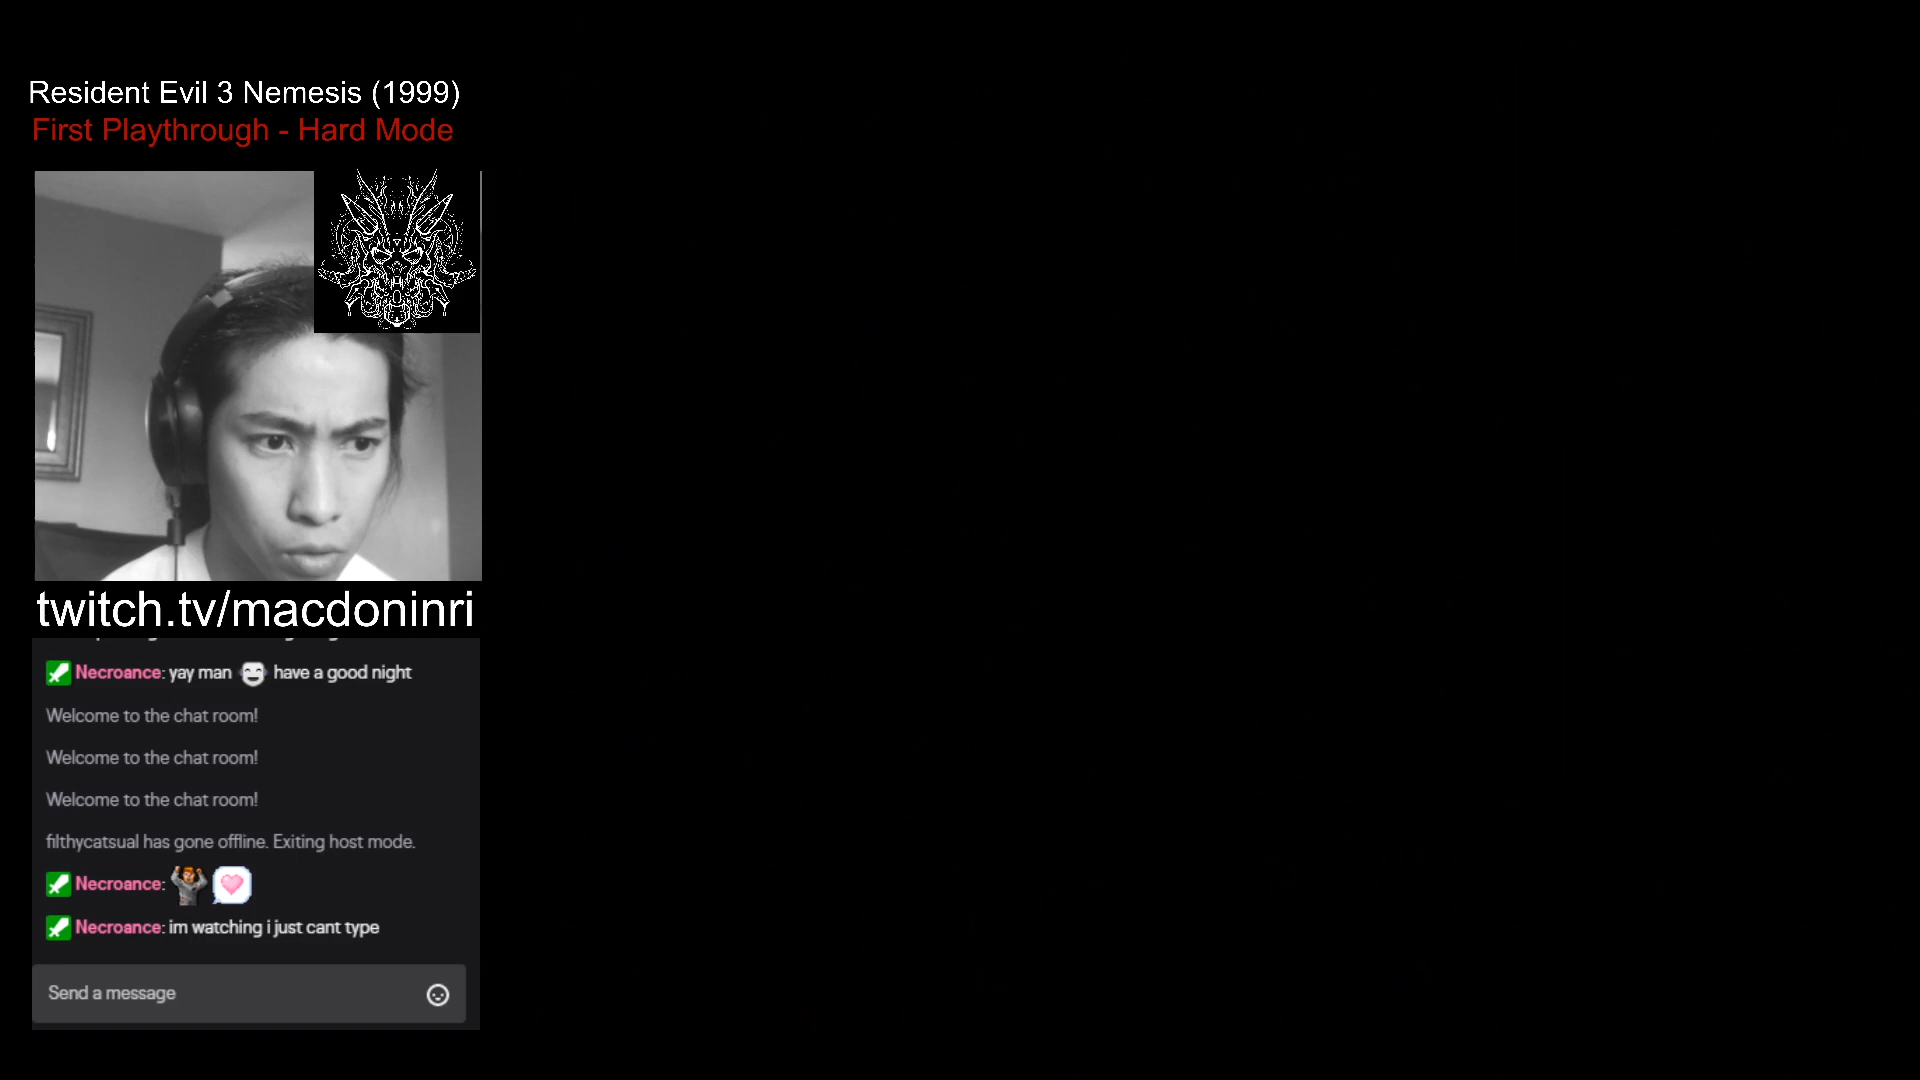 Resident Evil 3 Nemesis (1999)
First Playthrough - Hard Mode
twitch.tv/macdoninri
Necroance: yay man have a good night
Welcome to the chat room!
Welcome to the chat room!
Welcome to the chat room!
filthycatsual has gone offline. Exiting host mode.
Necroance:
Necroance: im watching i just cant type
Send a message